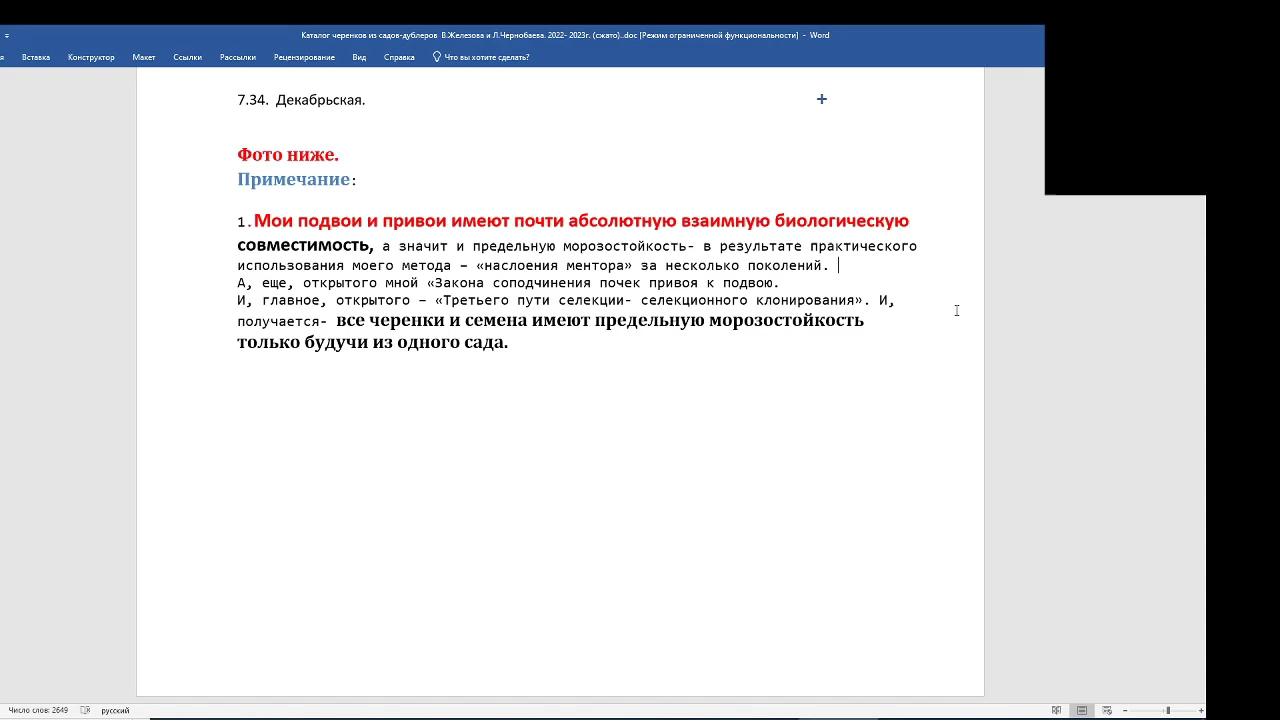 Каталог черенков из садов-дублеров В.Железова и Л.Чернобаева. 2022- 2023г. (сжато)..doc [Режим ограниченной функциональности] - Word
я Вставка Конструктор Макет Ссылки Рассылки Рецензирование Вид Справка Что вы хотите сделать?
7.34. Декабрьская. +
Фото ниже.
Примечание:
1.Мои подвои и привои имеют почти абсолютную взаимную биологическую
совместимость, а значит и предельную морозостойкость- в результате практического
использования моего метода – «наслоения ментора» за несколько поколений.
А, еще, открытого мной «Закона соподчинения почек привоя к подвою.
И, главное, открытого – «Третьего пути селекции- селекционного клонирования». И,
получается- все черенки и семена имеют предельную морозостойкость
только будучи из одного сада.
Число слов: 2649 русский